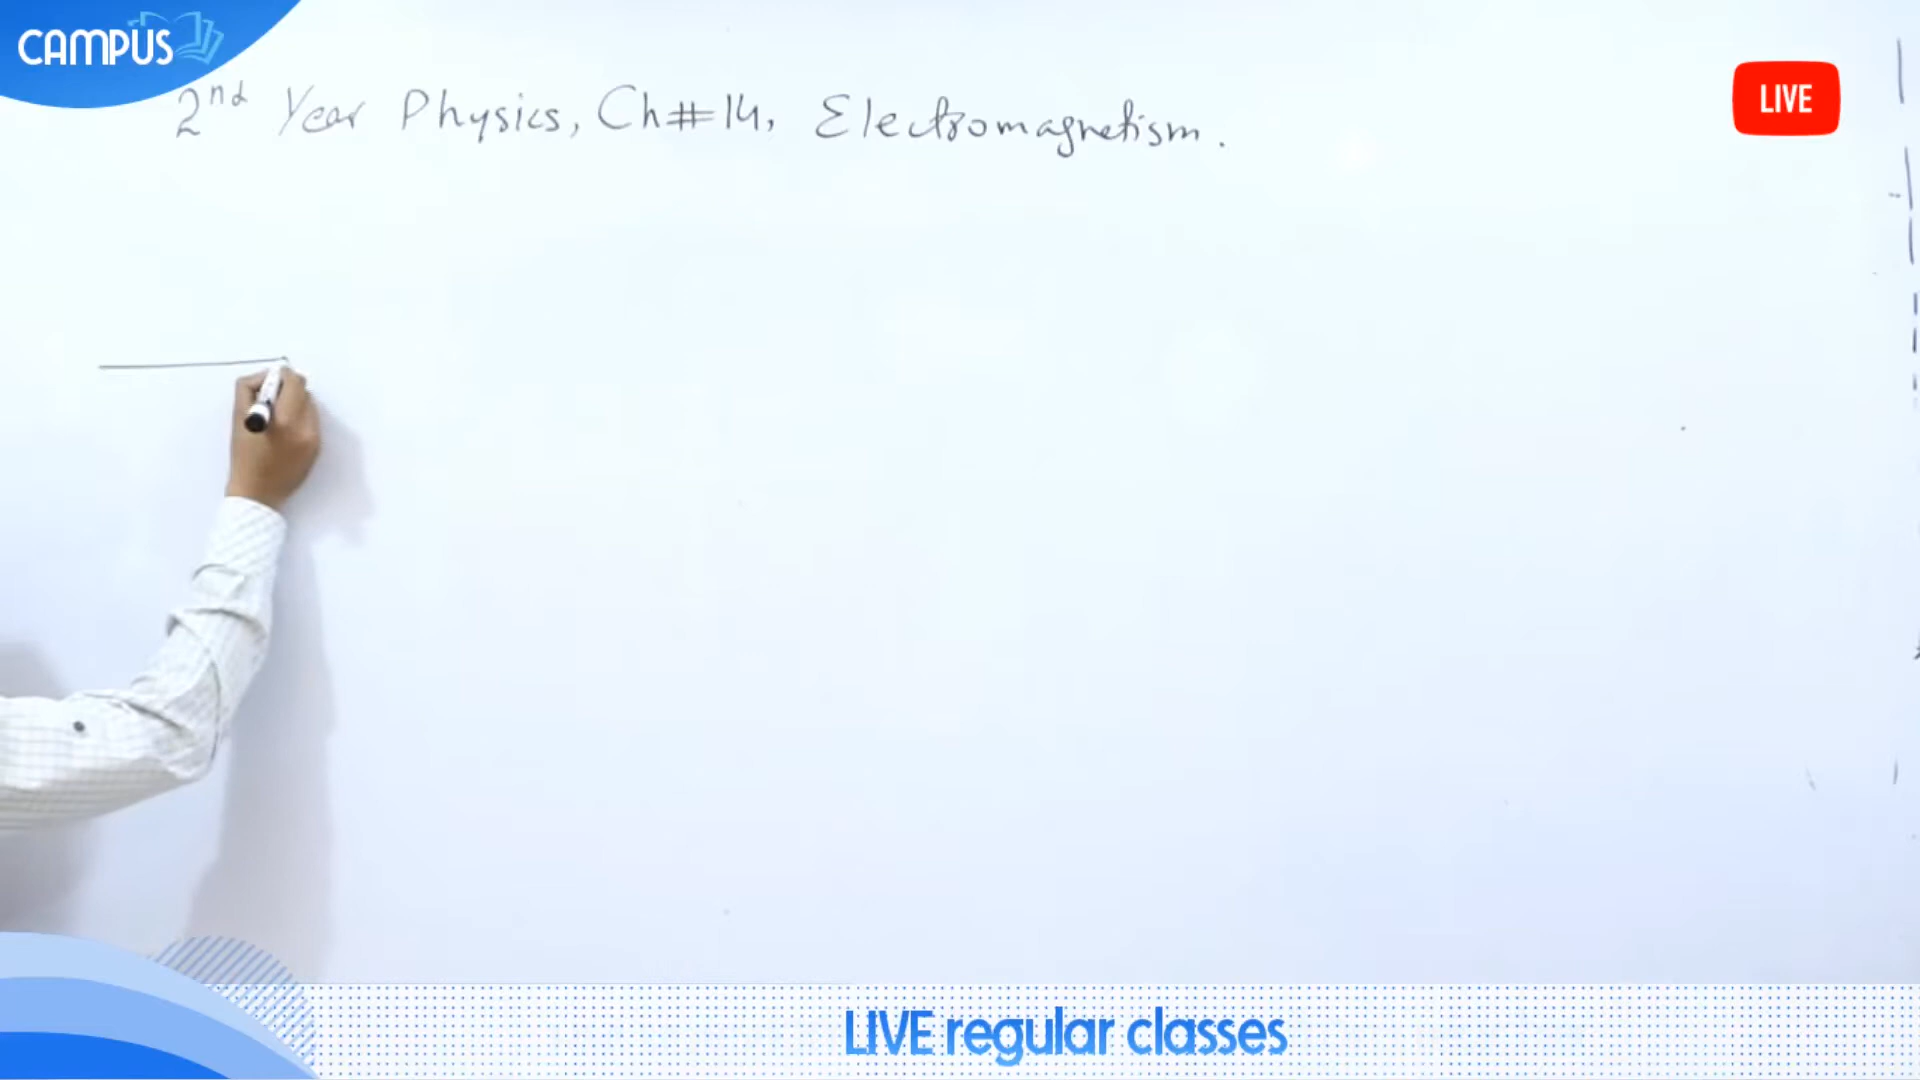 CAMPUS
LIVE
2nd Year Physics, Ch#14, Electromagnetism.
LIVE regular classes